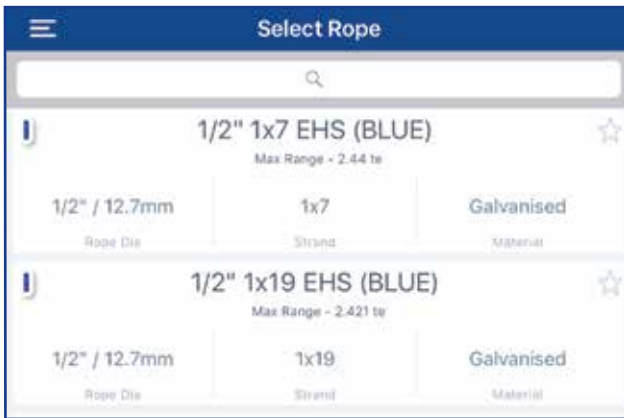 Select Rope
1/2" 1x7 EHS (BLUE)
Max Range - 2.44 te
1/2" / 12.7mm 1x7 Galvanised
Rope Dia Strand Material
1/2" 1x19 EHS (BLUE)
Max Range - 2.421 te
1/2" / 12.7mm 1x19 Galvanised
Rope Dia Strand Material